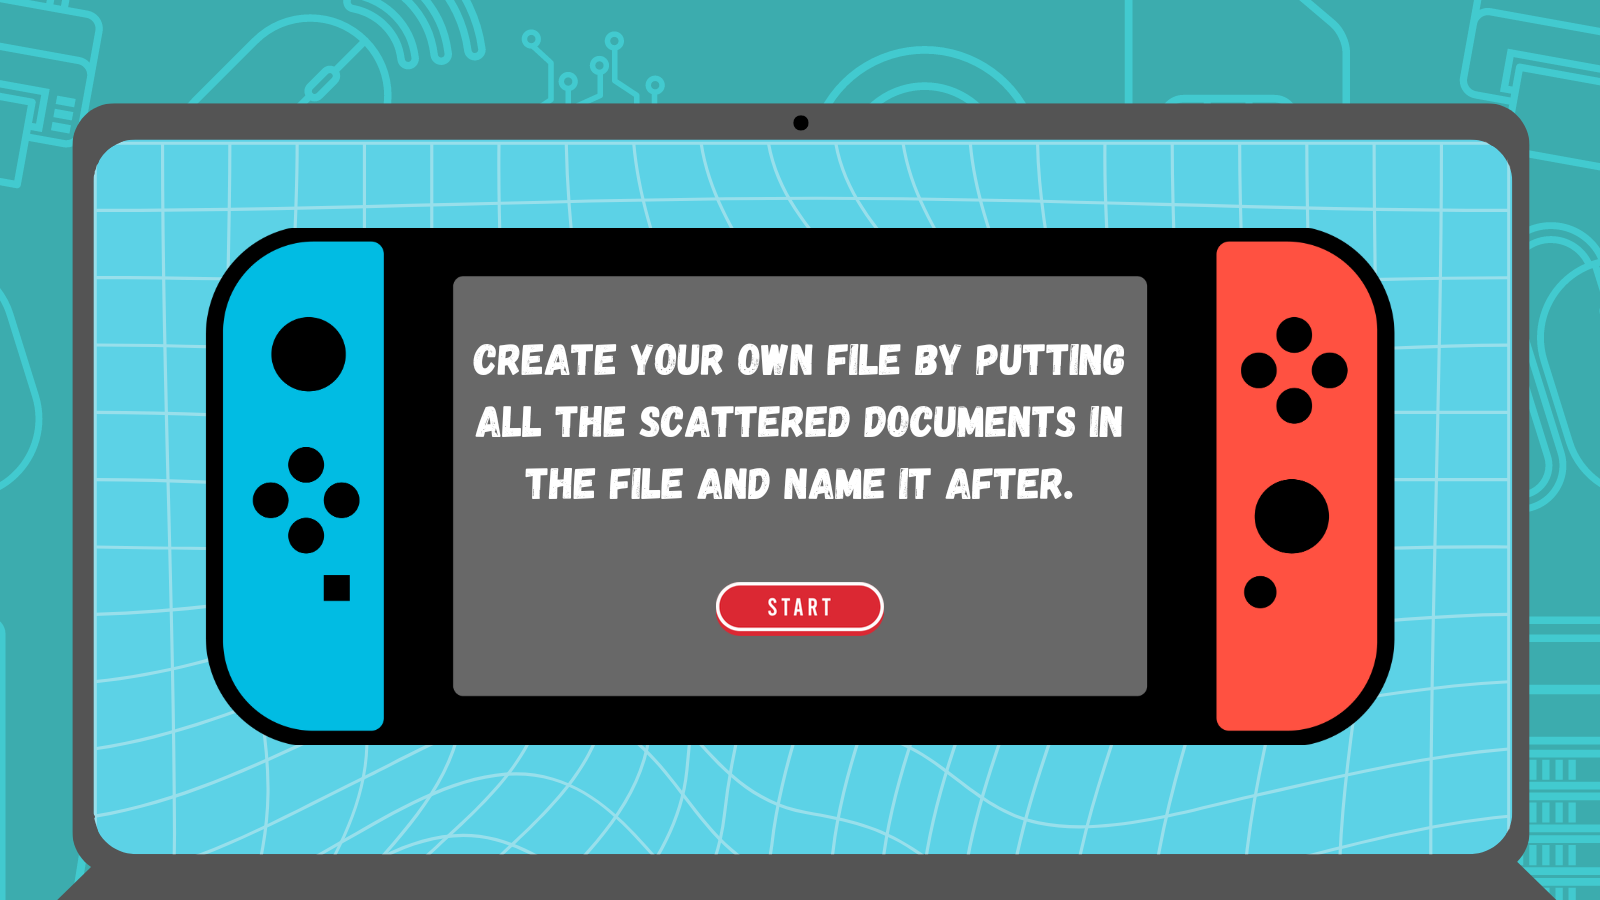 CREATE YOUR OWN FILE BY PUTTING
ALL THE SCATTERED DOCUMENTS IN
THE FILE AND NAME IT AFTER.
START